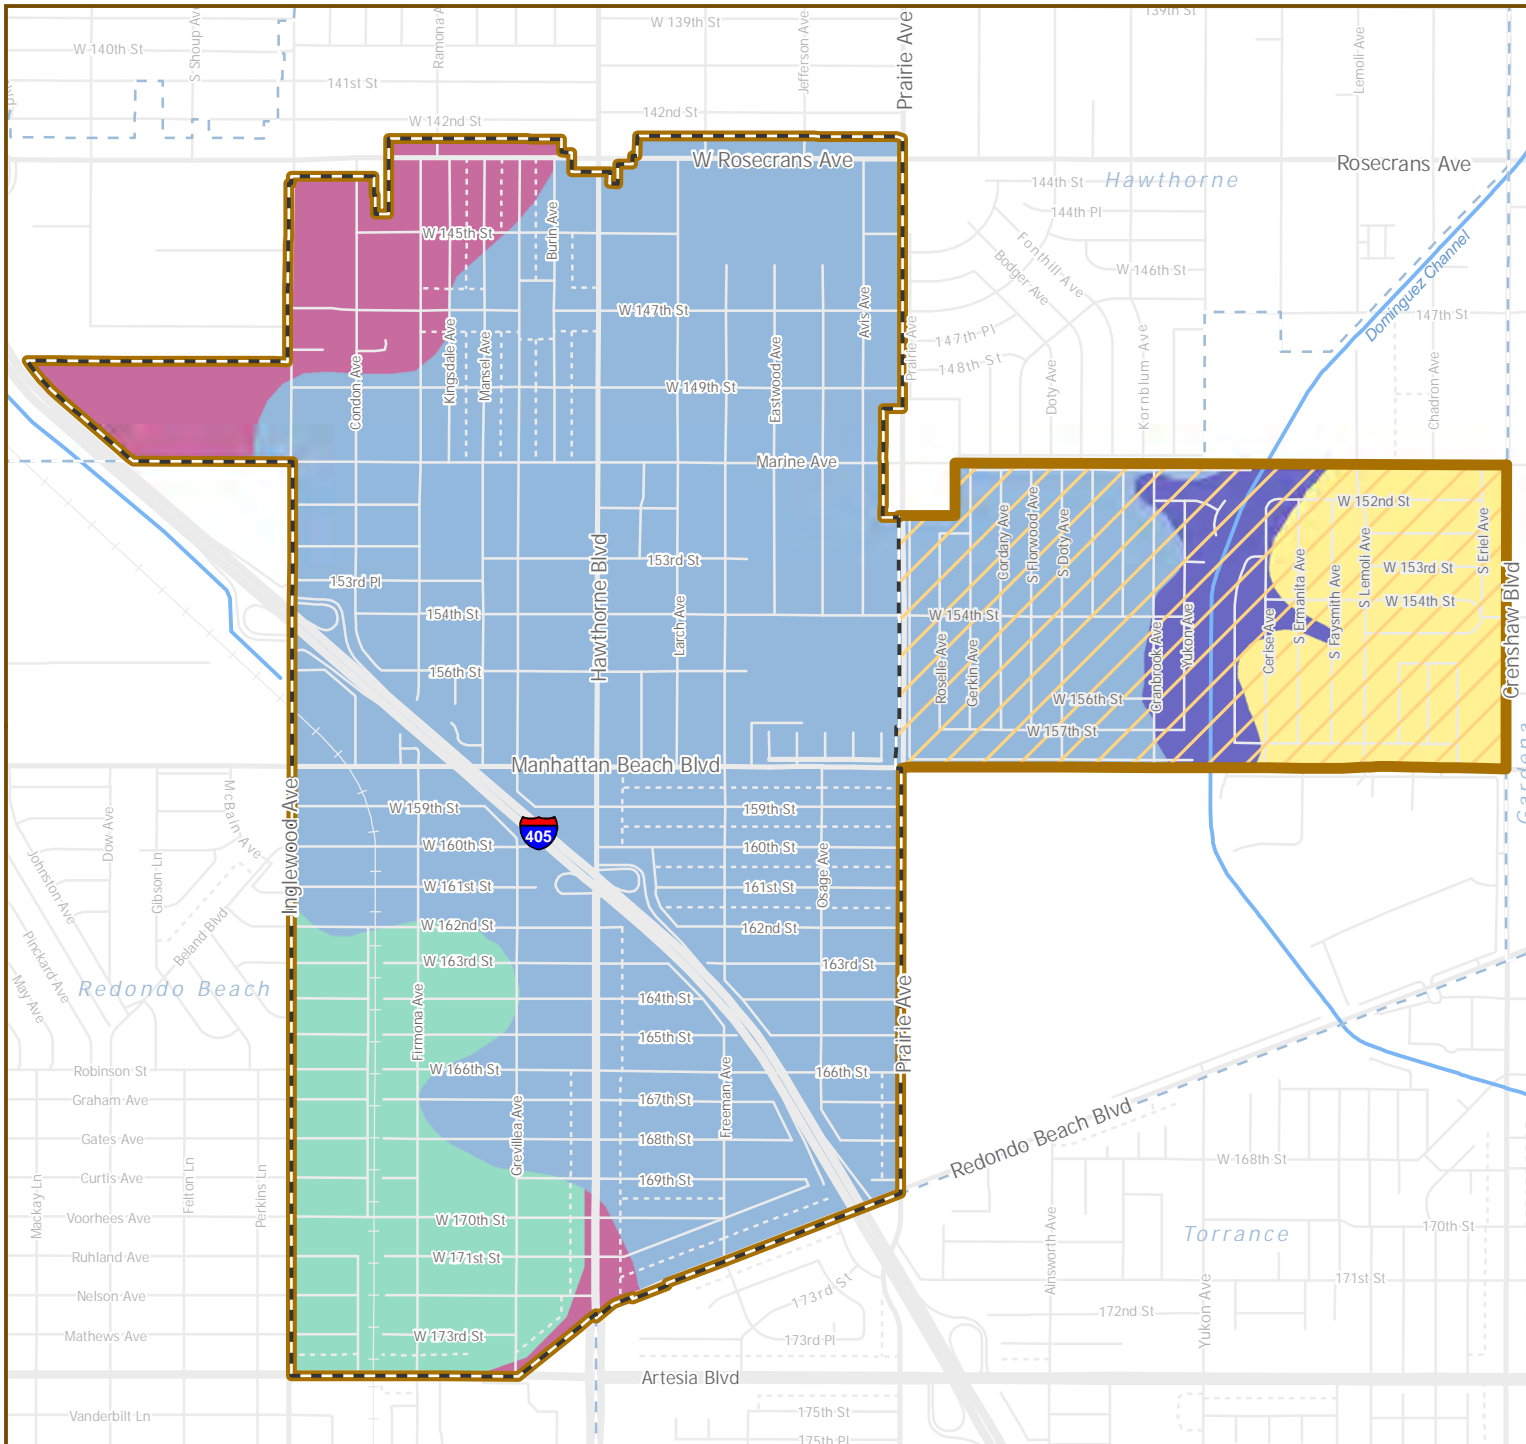 139th St
W 139th St
W 140th St
S Shoup Av
Ramona A
Jefferson Ave
Prairie Ave
Lemoli Ave
141st St
W 142nd St
142nd St
W Rosecrans Ave
Rosecrans Ave
Hawthorne
144th St
144th Pl
W 145th St
Burin Ave
Fonthill Ave
Bodger Ave
W 146th St
Dominguez Channel
W 147th St
147th St
Avis Ave
Prairie Ave
147th Pl
148th St
Kornblum Ave
Doty Ave
Chadron Ave
Condon Ave
Kingsdale Ave
Mansel Ave
Eastwood Ave
W 149th St
Marine Ave
W 152nd St
Cordary Ave
S Florwood Ave
S Doty Ave
S Eriel Ave
Hawthorne Blvd
153rd St
153rd Pl
W 153rd St
W 154th St
154th St
W 154th St
Larch Ave
S Ermanita Ave
S Faysmith Ave
S Lemoli Ave
Crenshaw Blvd
Roselle Ave
Gerkin Ave
Cranbrook Ave
Yukon Ave
Cerise Ave
156th St
W 156th St
W 157th St
Manhattan Beach Blvd
Gardena
405
W 159th St
159th St
W 160th St
160th St
W 161st St
161st St
Osage Ave
Inglewood Ave
McBain Ave
Dow Ave
Johnston Ave
Gibson Ln
Beland Blvd
Pinckard Ave
May Ave
W 162nd St
162nd St
W 163rd St
163rd St
Redondo Beach
Firmona Ave
164th St
165th St
Prairie Ave
W 166th St
166th St
Robinson St
Graham Ave
167th St
Freeman Ave
Grevillea Ave
Gates Ave
168th St
Redondo Beach Blvd
W 168th St
Curtis Ave
169th St
Mackay Ln
Felton Ln
Perkins Ln
Voorhees Ave
W 170th St
170th St
Torrance
Ainsworth Ave
Yukon Ave
Ruhland Ave
W 171st St
171st St
Nelson Ave
173rd St
172nd St
Mathews Ave
W 173rd St
173rd Pl
Artesia Blvd
Vanderbilt Ln
175th St
175th Pl